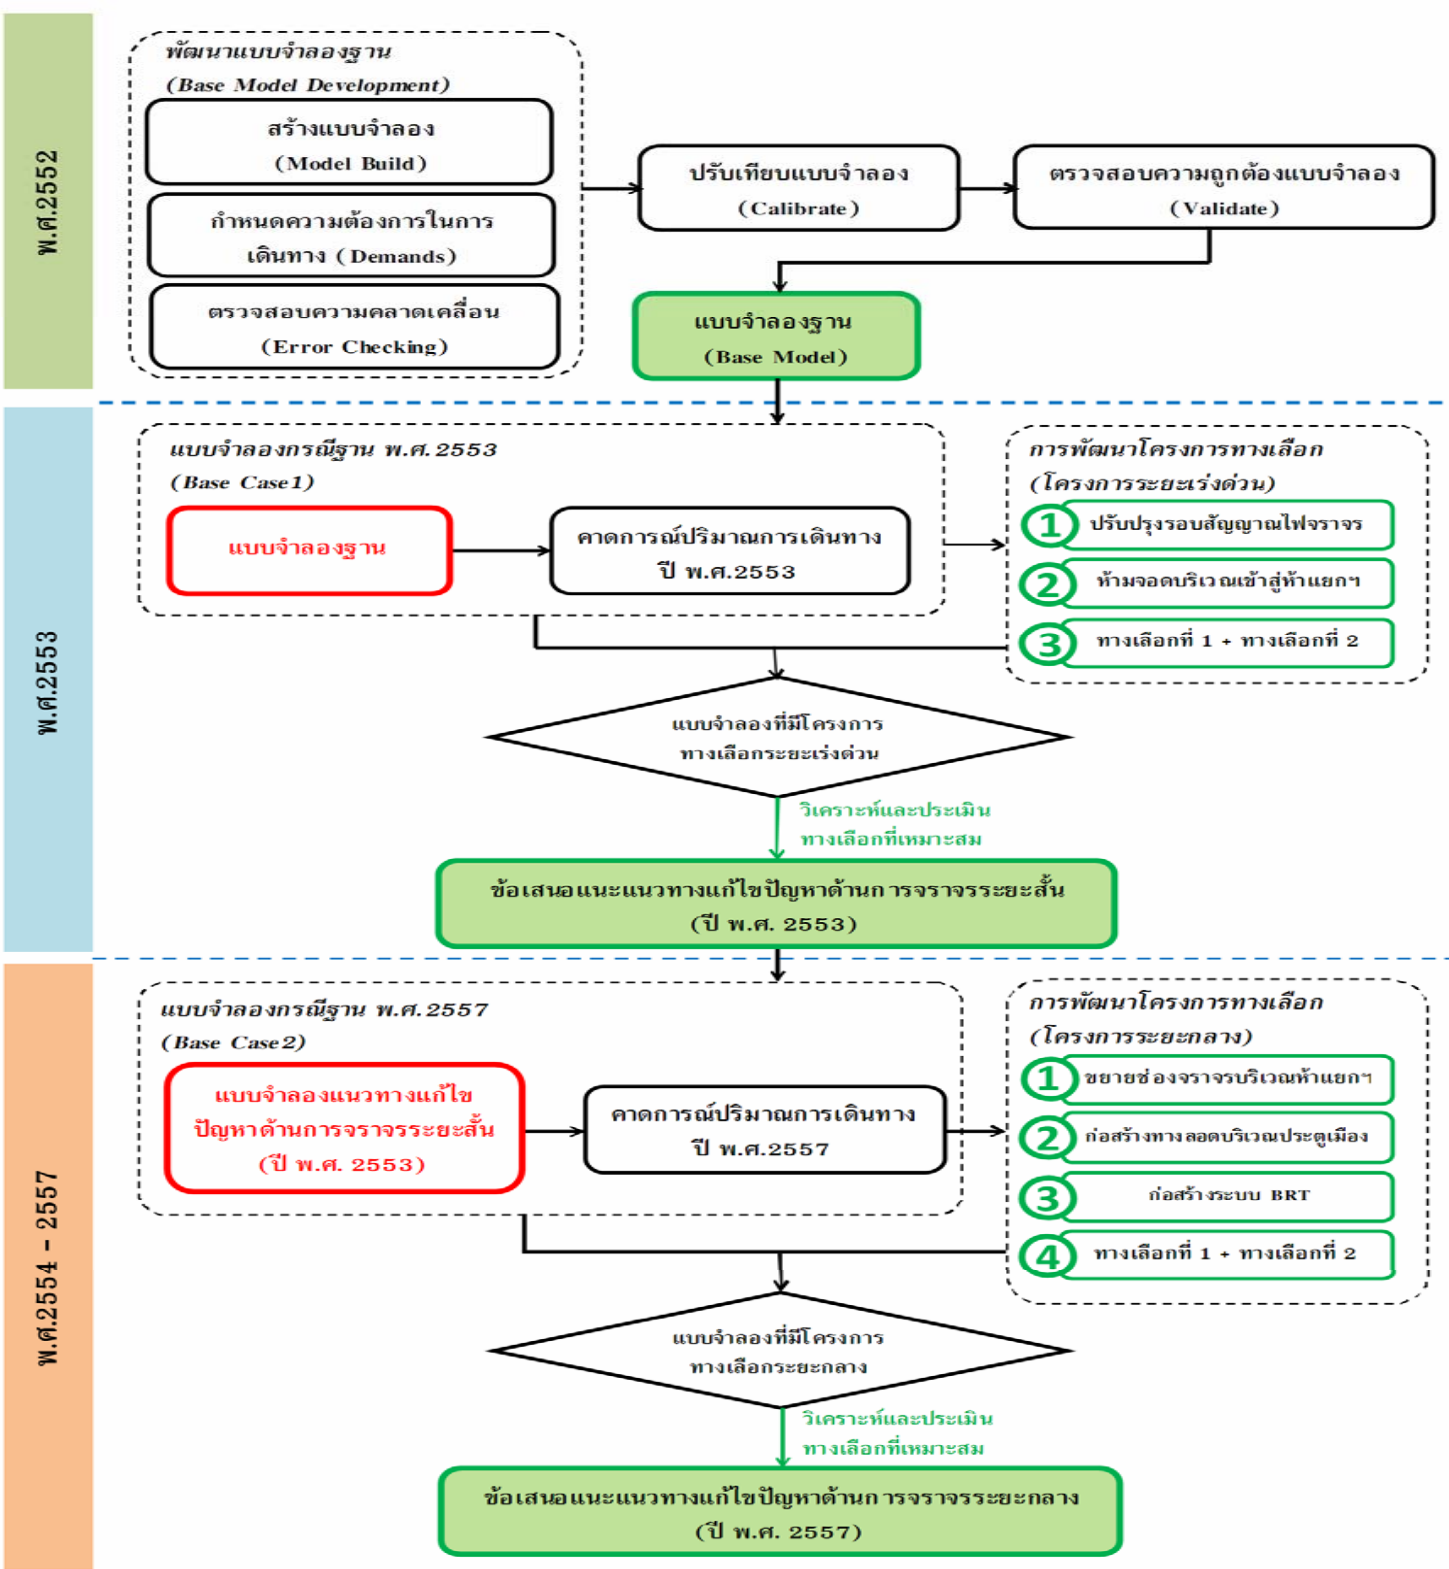 พ.ศ.2552
พัฒนาแบบจำลองฐาน
(Base Model Development)
สร้างแบบจำลอง
(Model Build)
กำหนดความต้องการในการ
เดินทาง (Demands)
ตรวจสอบความคลาดเคลื่อน
(Error Checking)
ปรับเทียบแบบจำลอง
(Calibrate)
ตรวจสอบความถูกต้องแบบจำลอง
(Validate)
แบบจำลองฐาน
(Base Model)
พ.ศ.2553
แบบจำลองกรณีฐาน พ.ศ.2553
(Base Case1)
แบบจำลองฐาน
คาดการณ์ปริมาณการเดินทาง
ปี พ.ศ.2553
การพัฒนาโครงการทางเลือก
(โครงการระยะเร่งด่วน)
1 ปรับปรุงรอบสัญญาณไฟจราจร
2 ห้ามจอดบริเวณเข้าสู่ห้าแยกฯ
3 ทางเลือกที่ 1 + ทางเลือกที่ 2
แบบจำลองที่มีโครงการ
ทางเลือกระยะเร่งด่วน
วิเคราะห์และประเมิน
ทางเลือกที่เหมาะสม
ข้อเสนอแนะแนวทางแก้ไขปัญหาด้านการจราจรระยะสั้น
(ปี พ.ศ. 2553)
พ.ศ.2554 - 2557
แบบจำลองกรณีฐาน พ.ศ.2557
(Base Case2)
แบบจำลองแนวทางแก้ไข
ปัญหาด้านการจราจรระยะสั้น
(ปี พ.ศ. 2553)
คาดการณ์ปริมาณการเดินทาง
ปี พ.ศ.2557
การพัฒนาโครงการทางเลือก
(โครงการระยะกลาง)
1 ขยายช่องจราจรบริเวณห้าแยกฯ
2 ก่อสร้างทางลอดบริเวณประตูเมือง
3 ก่อสร้างระบบ BRT
4 ทางเลือกที่ 1 + ทางเลือกที่ 2
แบบจำลองที่มีโครงการ
ทางเลือกระยะกลาง
วิเคราะห์และประเมิน
ทางเลือกที่เหมาะสม
ข้อเสนอแนะแนวทางแก้ไขปัญหาด้านการจราจรระยะกลาง
(ปี พ.ศ. 2557)